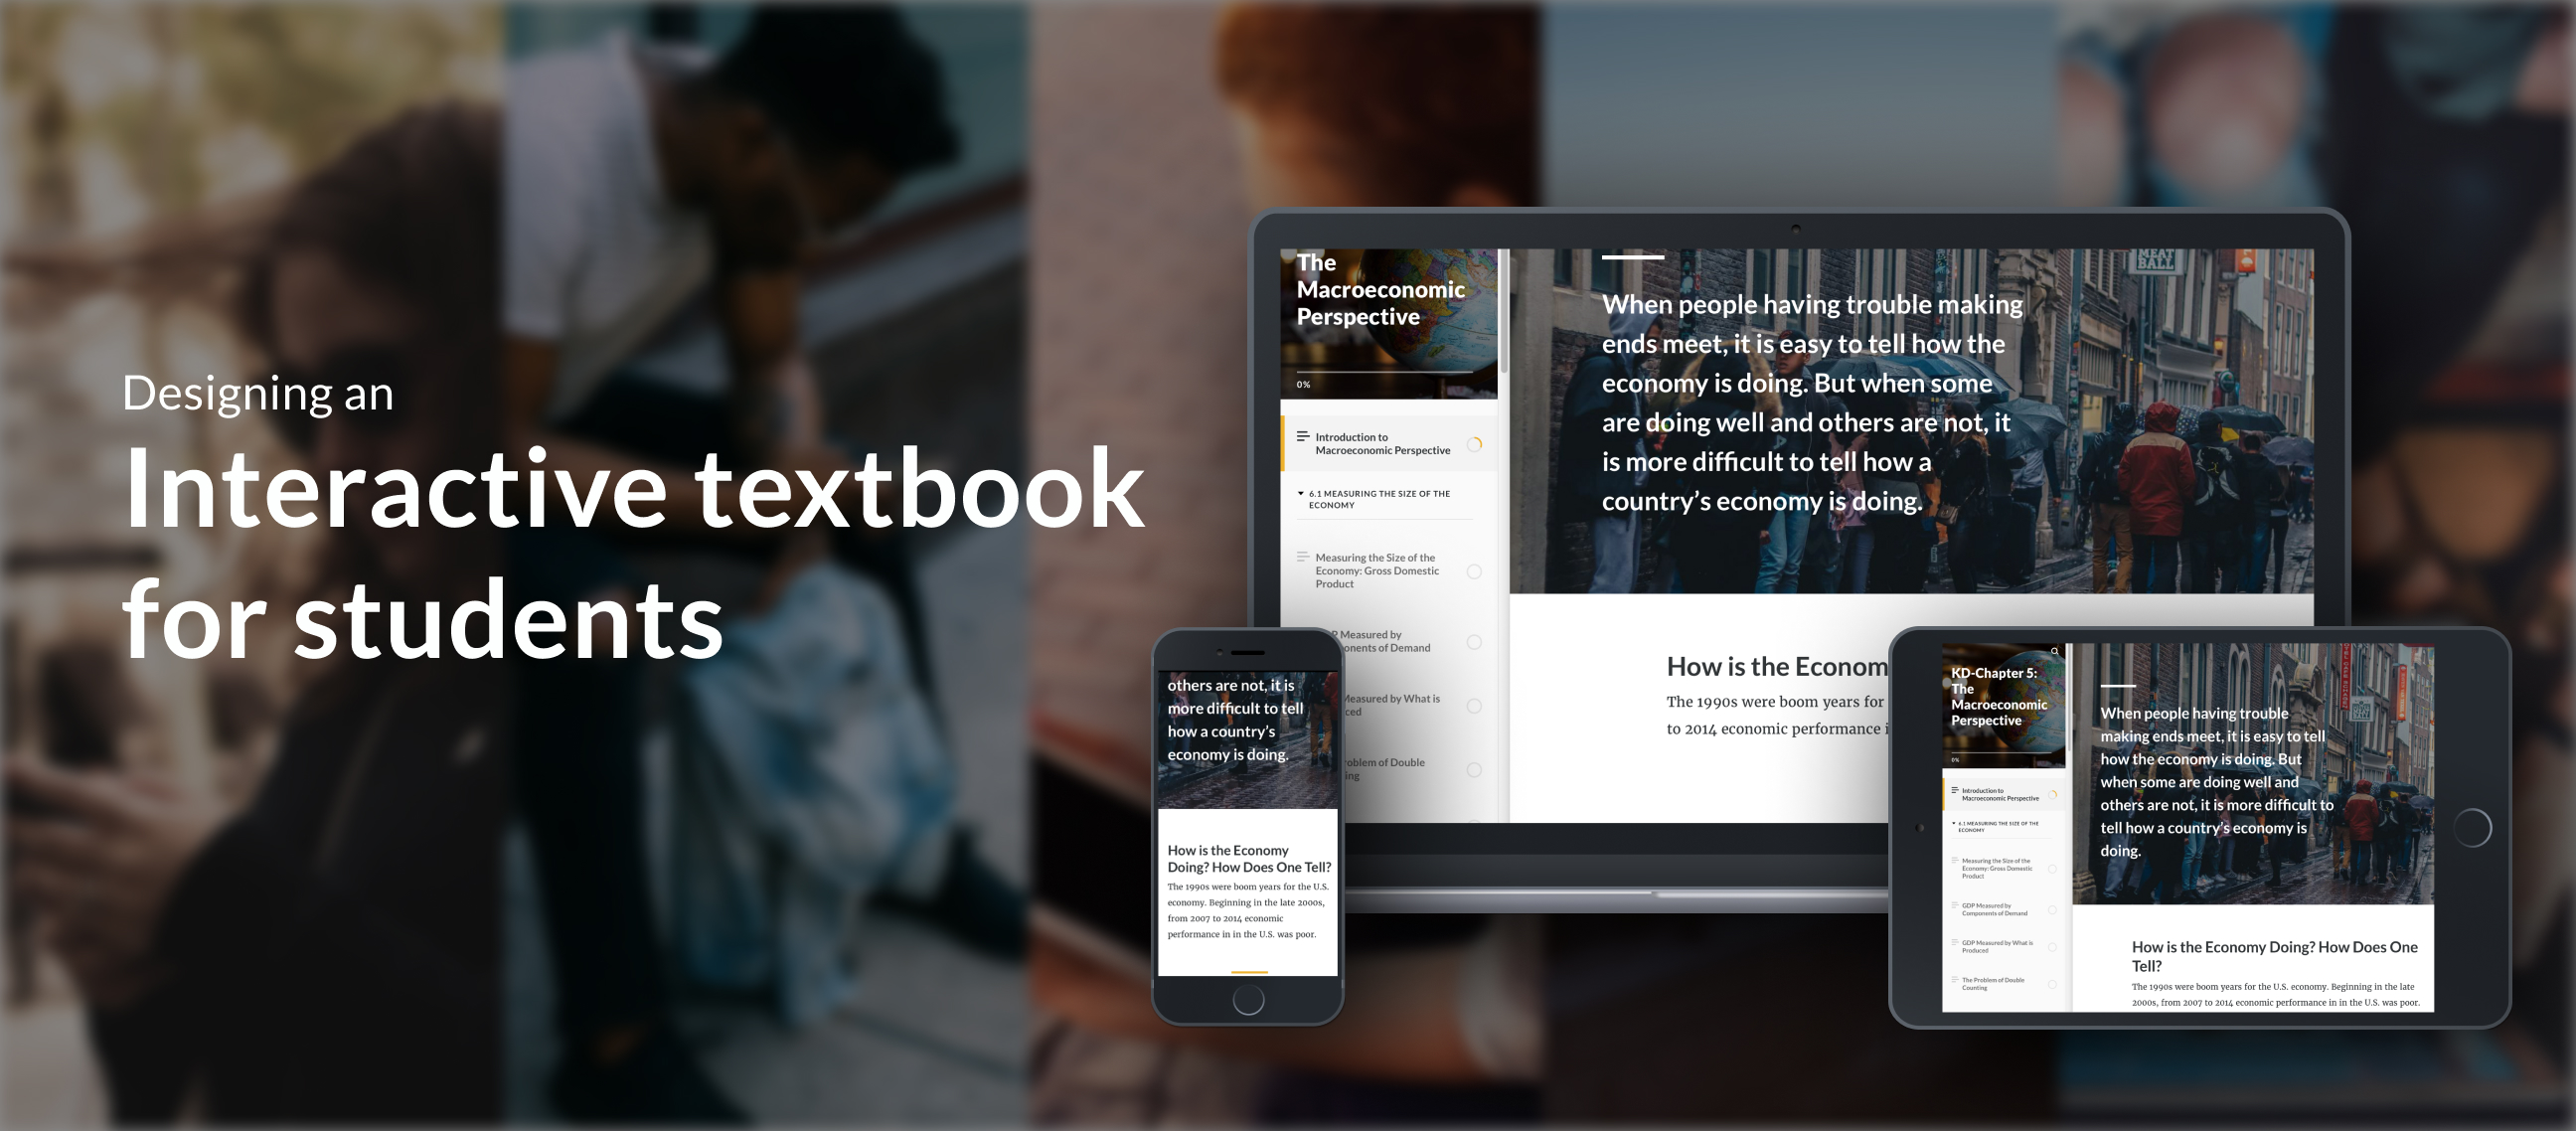 Designing an
Interactive textbook
for students
The
Macroeconomic
Perspective
0%
Introduction to
Macroeconomic Perspective
6.1 MEASURING THE SIZE OF THE
ECONOMY
Measuring the Size of the
Economy: Gross Domestic
Product
Measured by
onents of Demand
Measured by What is
ced
oblem of Double
ing
MEAT
BALL
When people having trouble making
ends meet, it is easy to tell how the
economy is doing. But when some
are doing well and others are not, it
is more difficult to tell how a
country's economy is doing.
How is the Econom
The 1990s were boom years for
to 2014 economic performance i
others are not, it is
more difficult to tell
how a country's
economy is doing.
How is the Economy
Doing? How Does One Tell?
The 1990s were boom years for the U.S.
economy. Beginning in the late 2000s,
from 2007 to 2014 economic
performance in in the U.S. was poor.
KD-Chapter 5:
The
Macroeconomic
Perspective
0%
Introduction to
Macroeconomic Perspective
6.1 MEASURING THE SIZE OF THE
ECONOMY
Measuring the Size of the
Economy: Gross Domestic
Product
GDP Measured by
Components of Demand
GDP Measured by What is
Produced
The Problem of Double
Counting
When people having trouble
making ends meet, it is easy to tell
how the economy is doing. But
when some are doing well and
others are not, it is more difficult to
tell how a country's economy is
doing.
How is the Economy Doing? How Does One
Tell?
The 1990s were boom years for the U.S. economy. Beginning in the late
2000s, from 2007 to 2014 economic performance in in the U.S. was poor.